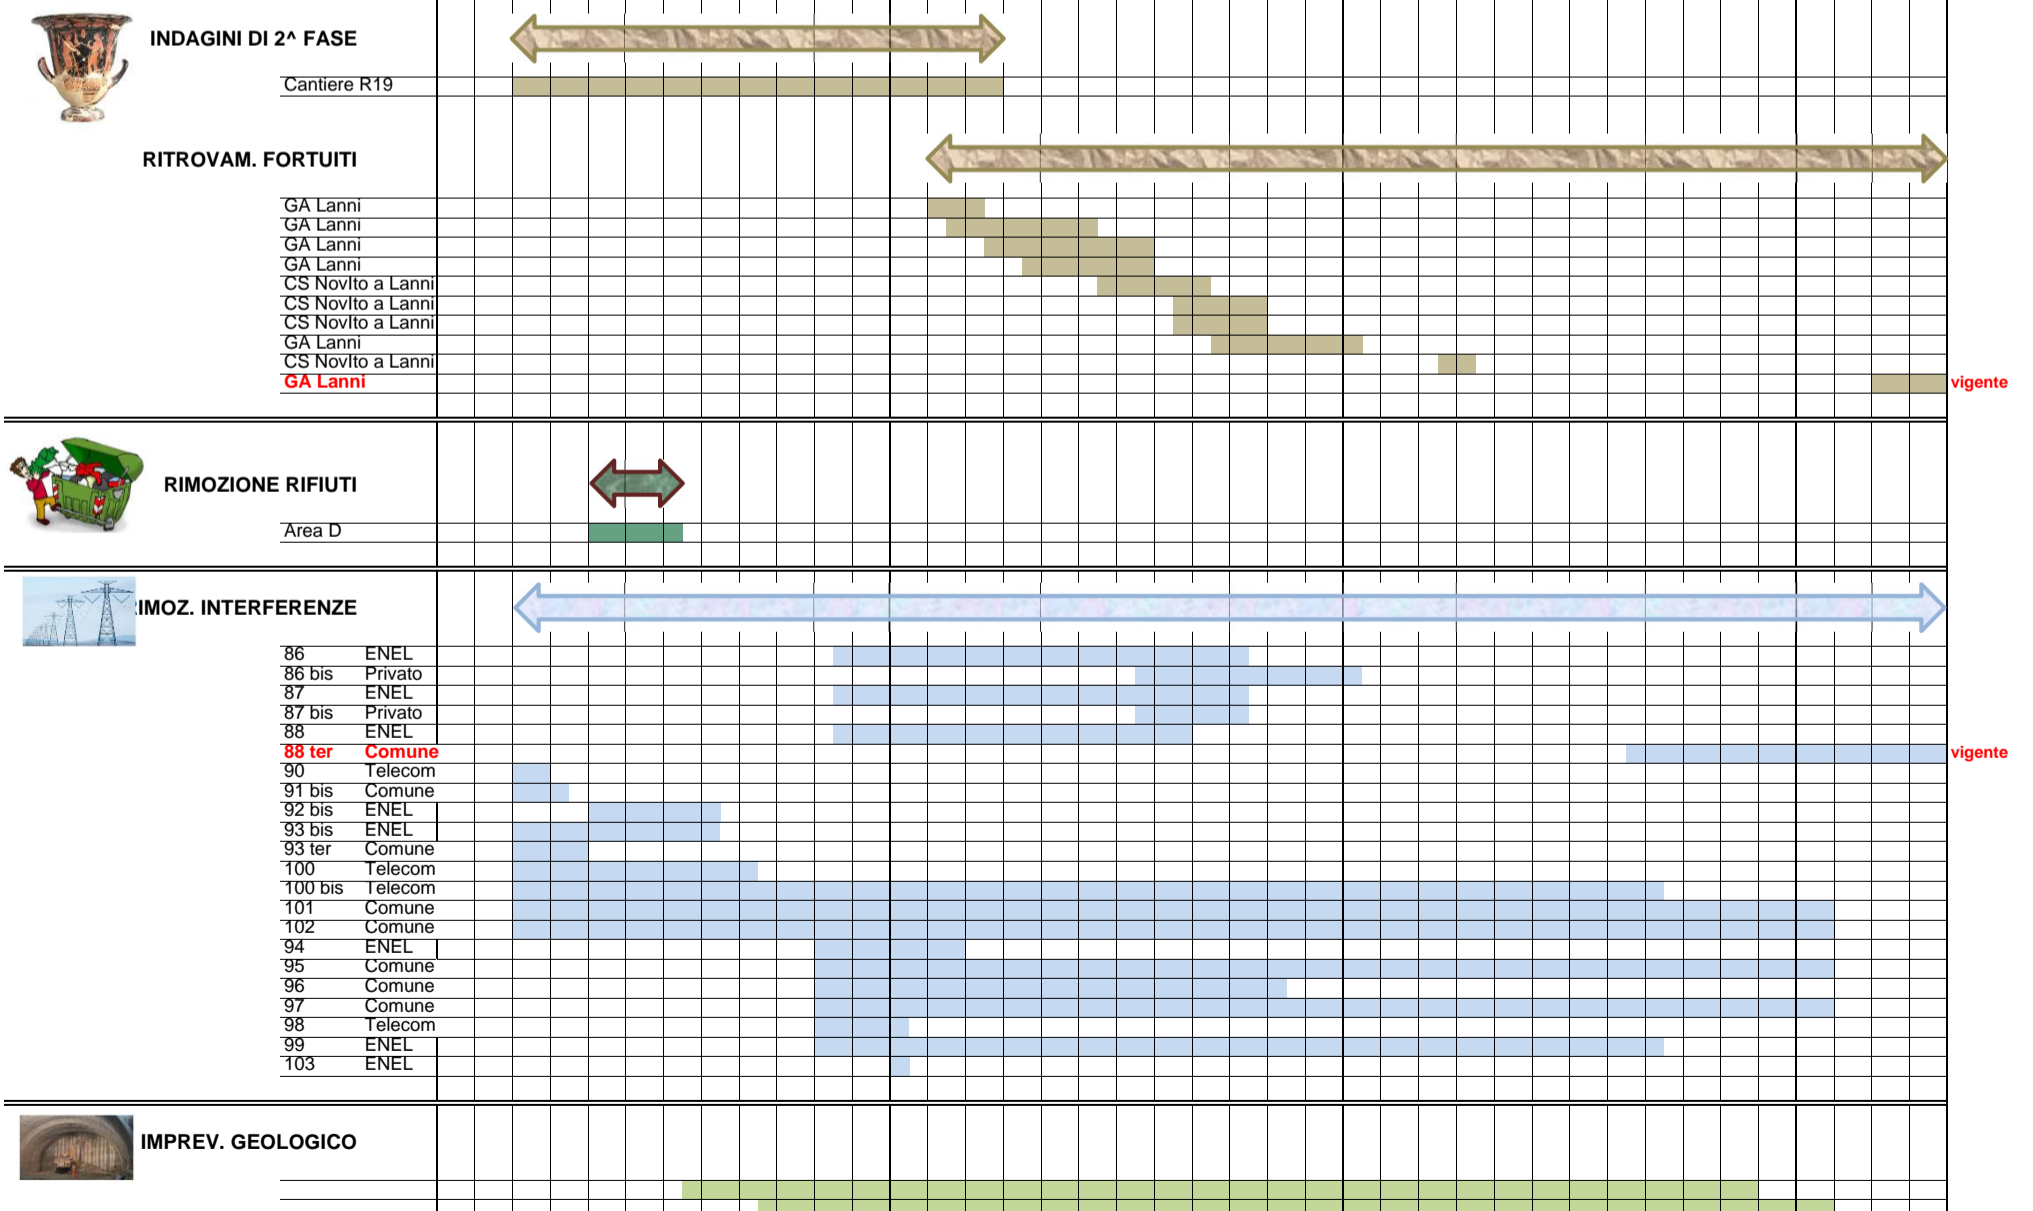 INDAGINI DI 2^ FASE
Cantiere R19
RITROVAM. FORTUITI
GA Lanni
GA Lanni
GA Lanni
GA Lanni
CS NovIto a Lanni
CS NovIto a Lanni
CS NovIto a Lanni
GA Lanni
CS NovIto a Lanni
GA Lanni vigente
RIMOZIONE RIFIUTI
Area D
IMOZ. INTERFERENZE
86 ENEL
86 bis Privato
87 ENEL
87 bis Privato
88 ENEL
88 ter Comune vigente
90 Telecom
91 bis Comune
92 bis ENEL
93 bis ENEL
93 ter Comune
100 Telecom
100 bis Telecom
101 Comune
102 Comune
94 ENEL
95 Comune
96 Comune
97 Comune
98 Telecom
99 ENEL
103 ENEL
IMPREV. GEOLOGICO